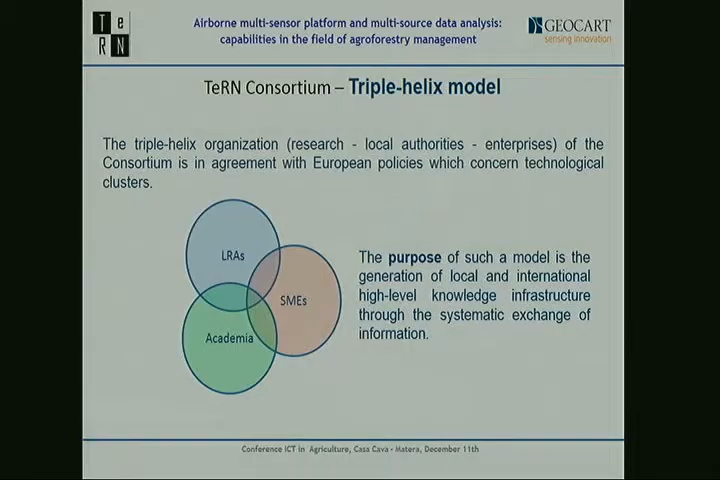 Te
RN
Airborne multi-sensor platform and multi-source data analysis:
capabilities in the field of agroforestry management
GEOCART
sensing innovation
TeRN Consortium – Triple-helix model
The triple-helix organization (research - local authorities - enterprises) of the
Consortium is in agreement with European policies which concern technological
clusters.
LRAs
SMEs
Academia
The purpose of such a model is the
generation of local and international
high-level knowledge infrastructure
through the systematic exchange of
information.
Conference ICT in Agriculture, Casa Cava - Matera, December 11th